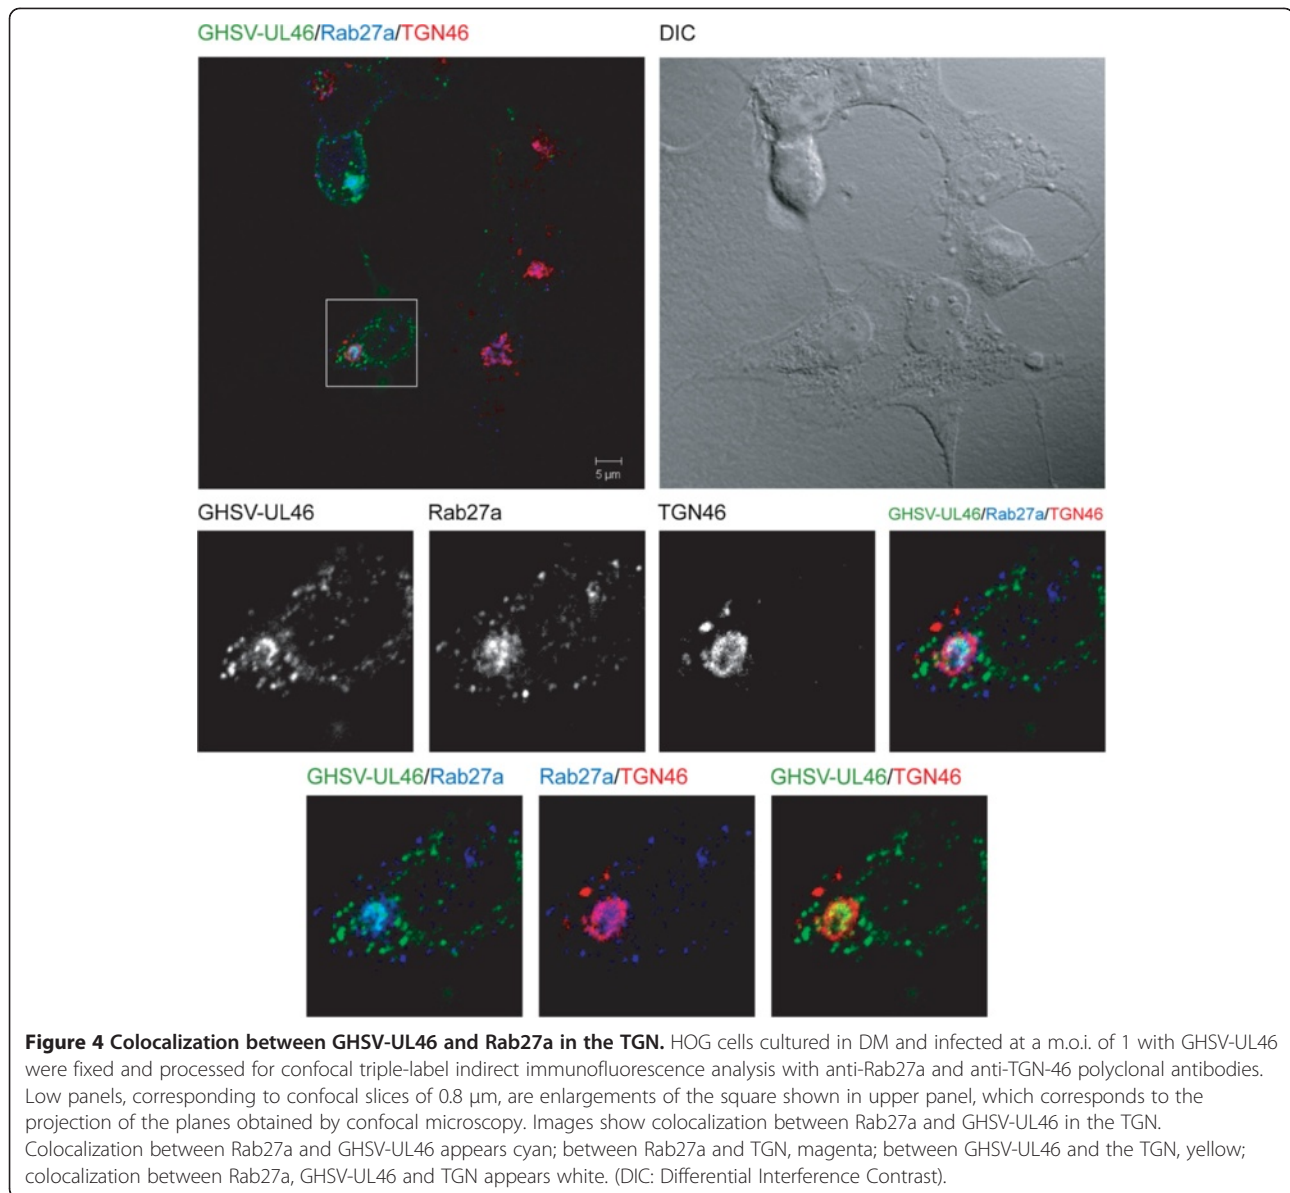 GHSV-UL46/Rab27a/TGN46
DIC
5 µm
GHSV-UL46
Rab27a
TGN46
GHSV-UL46/Rab27a/TGN46
GHSV-UL46/Rab27a
Rab27a/TGN46
GHSV-UL46/TGN46
Figure 4 Colocalization between GHSV-UL46 and Rab27a in the TGN. HOG cells cultured in DM and infected at a m.o.i. of 1 with GHSV-UL46
were fixed and processed for confocal triple-label indirect immunofluorescence analysis with anti-Rab27a and anti-TGN-46 polyclonal antibodies.
Low panels, corresponding to confocal slices of 0.8 µm, are enlargements of the square shown in upper panel, which corresponds to the
projection of the planes obtained by confocal microscopy. Images show colocalization between Rab27a and GHSV-UL46 in the TGN.
Colocalization between Rab27a and GHSV-UL46 appears cyan; between Rab27a and TGN, magenta; between GHSV-UL46 and the TGN, yellow;
colocalization between Rab27a, GHSV-UL46 and TGN appears white. (DIC: Differential Interference Contrast).